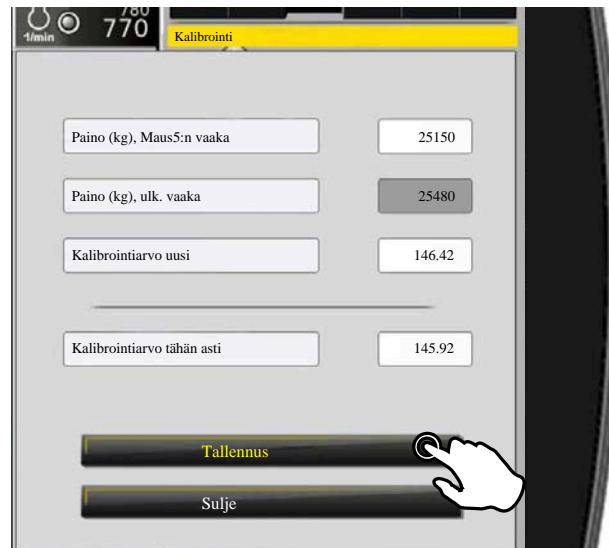 780
1/min 770
Kalibrointi
Paino (kg), Maus5:n vaaka 25150
Paino (kg), ulk. vaaka 25480
Kalibrointiarvo uusi 146.42
Kalibrointiarvo tähän asti 145.92
Tallennus
Sulje